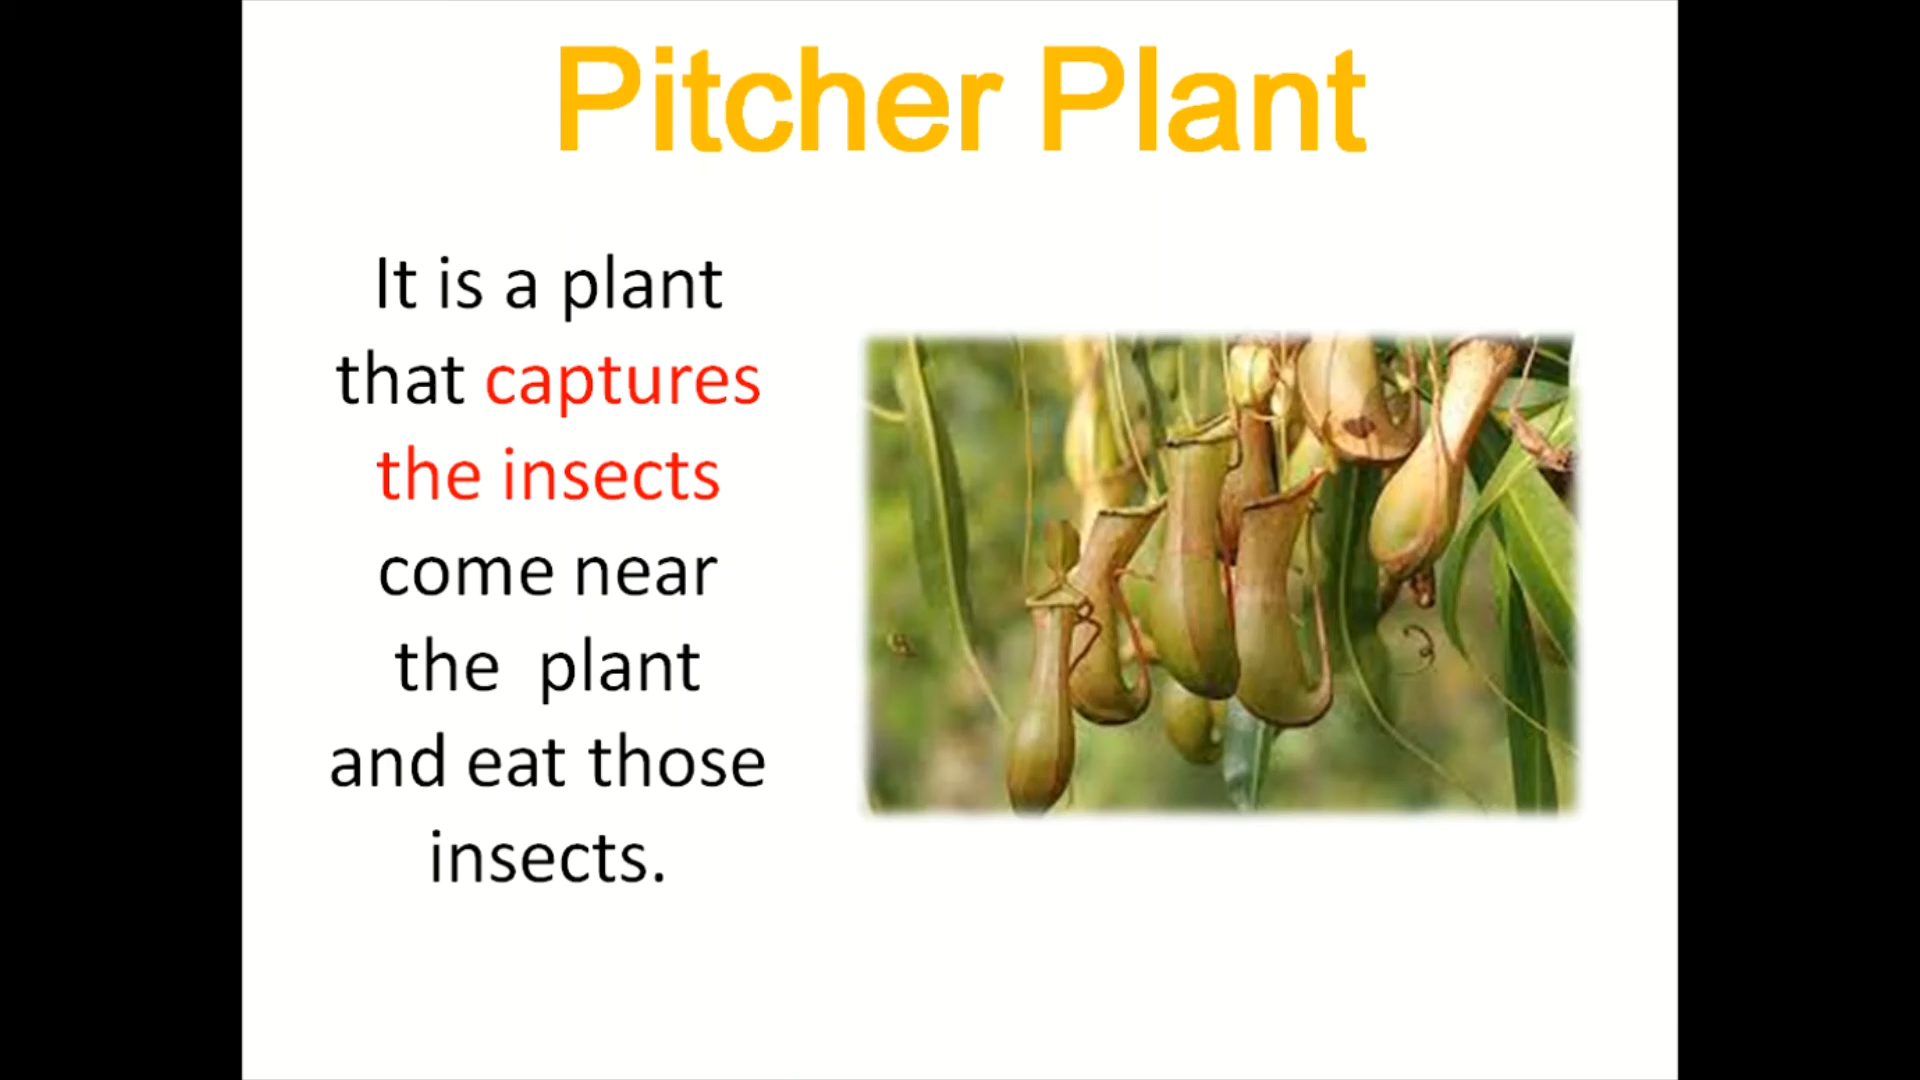 Pitcher Plant
It is a plant
that captures
the insects
come near
the  plant
and eat those
insects.